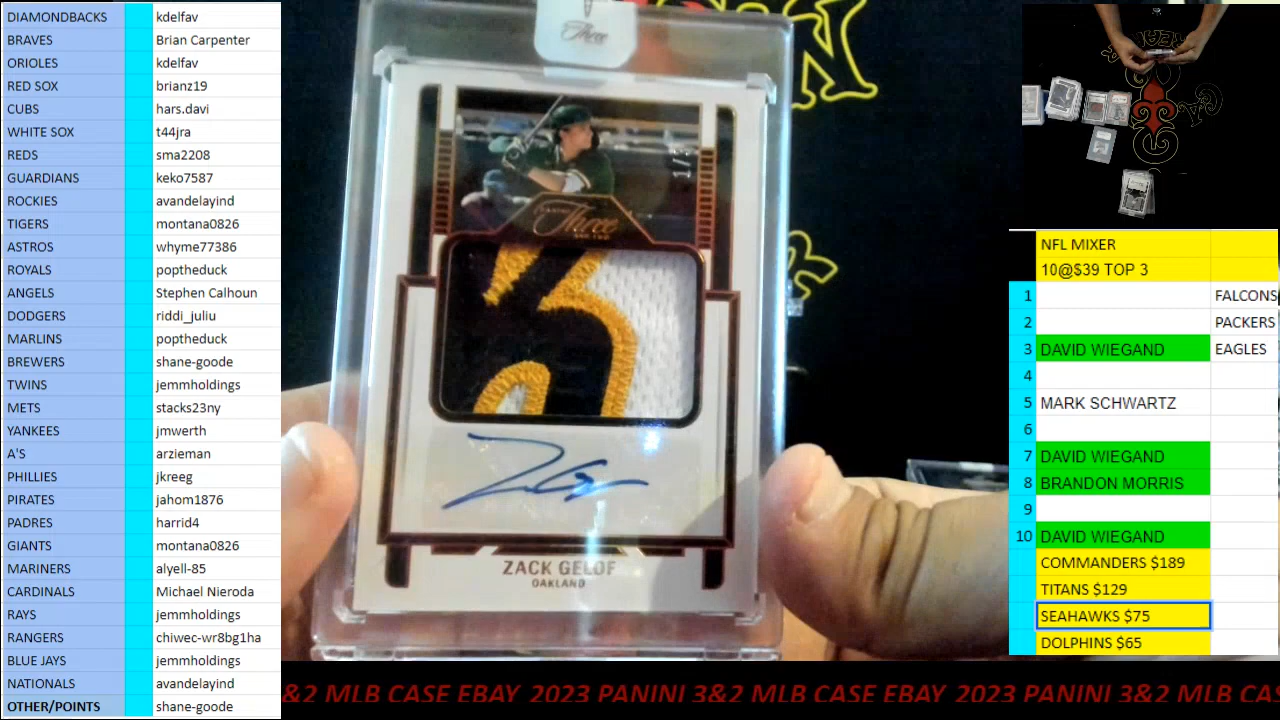 DIAMONDBACKS kdelfav
BRAVES Brian Carpenter
ORIOLES kdelfav
RED SOX brianz19
CUBS hars.davi
WHITE SOX t44jra
REDS sma2208
GUARDIANS keko7587
ROCKIES avandelayind
TIGERS montana0826
ASTROS whyme77386
ROYALS poptheduck
ANGELS Stephen Calhoun
DODGERS riddi_juliu
MARLINS poptheduck
BREWERS shane-goode
TWINS jemmholdings
METS stacks23ny
YANKEES jmwerth
A'S arzieman
PHILLIES jkreeg
PIRATES jahom1876
PADRES harrid4
GIANTS montana0826
MARINERS alyell-85
CARDINALS Michael Nieroda
RAYS jemmholdings
RANGERS chiwec-wr8bg1ha
BLUE JAYS jemmholdings
NATIONALS avandelayind
OTHER/POINTS shane-goode
Three
Three
ZACK GELOF
OAKLAND
NFL MIXER
10@$39 TOP 3
1 FALCONS
2 PACKERS
3 DAVID WIEGAND EAGLES
4
5 MARK SCHWARTZ
6
7 DAVID WIEGAND
8 BRANDON MORRIS
9
10 DAVID WIEGAND
COMMANDERS $189
TITANS $129
SEAHAWKS $75
DOLPHINS $65
&2 MLB CASE EBAY 2023 PANINI 3&2 MLB CASE EBAY 2023 PANINI 3&2 MLB CAS